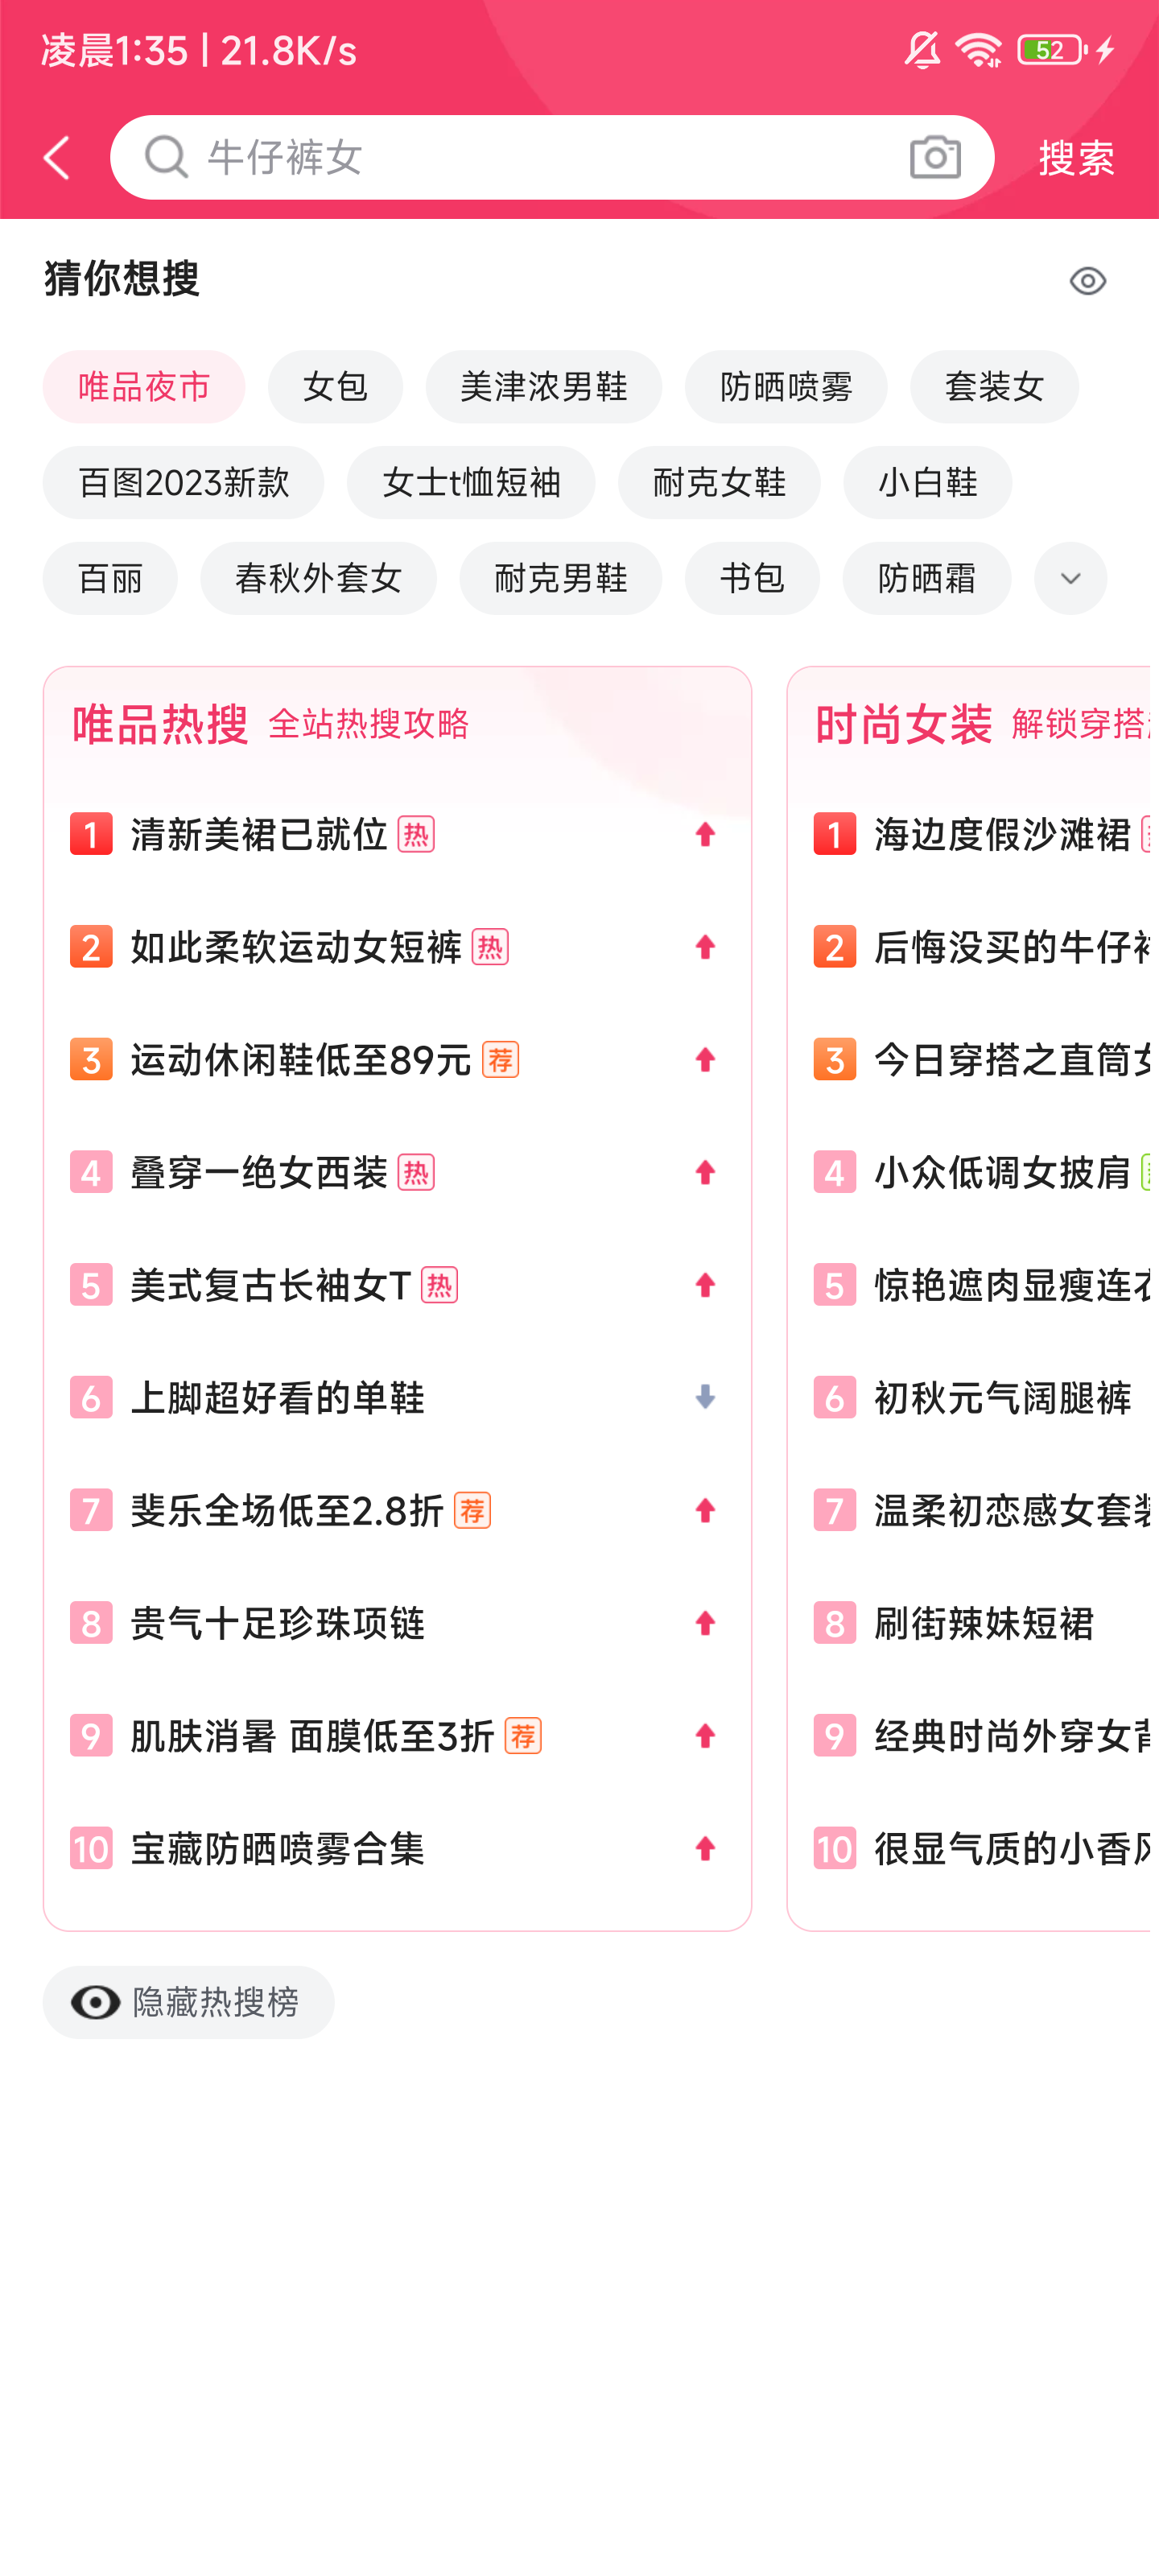 凌晨1:35 | 21.8K/s
52
牛仔裤女
搜索
猜你想搜
唯品夜市 女包 美津浓男鞋 防晒喷雾 套装女
百图2023新款 女士t恤短袖 耐克女鞋 小白鞋
百丽 春秋外套女 耐克男鞋 书包 防晒霜
唯品热搜 全站热搜攻略
1 清新美裙已就位 热
2 如此柔软运动女短裤 热
3 运动休闲鞋低至89元 荐
4 叠穿一绝女西装 热
5 美式复古长袖女T 热
6 上脚超好看的单鞋
7 斐乐全场低至2.8折 荐
8 贵气十足珍珠项链
9 肌肤消暑 面膜低至3折 荐
10 宝藏防晒喷雾合集
时尚女装 解锁穿搭
1 海边度假沙滩裙
2 后悔没买的牛仔
3 今日穿搭之直筒
4 小众低调女披肩
5 惊艳遮肉显瘦连
6 初秋元气阔腿裤
7 温柔初恋感女套
8 刷街辣妹短裙
9 经典时尚外穿女
10 很显气质的小香
隐藏热搜榜